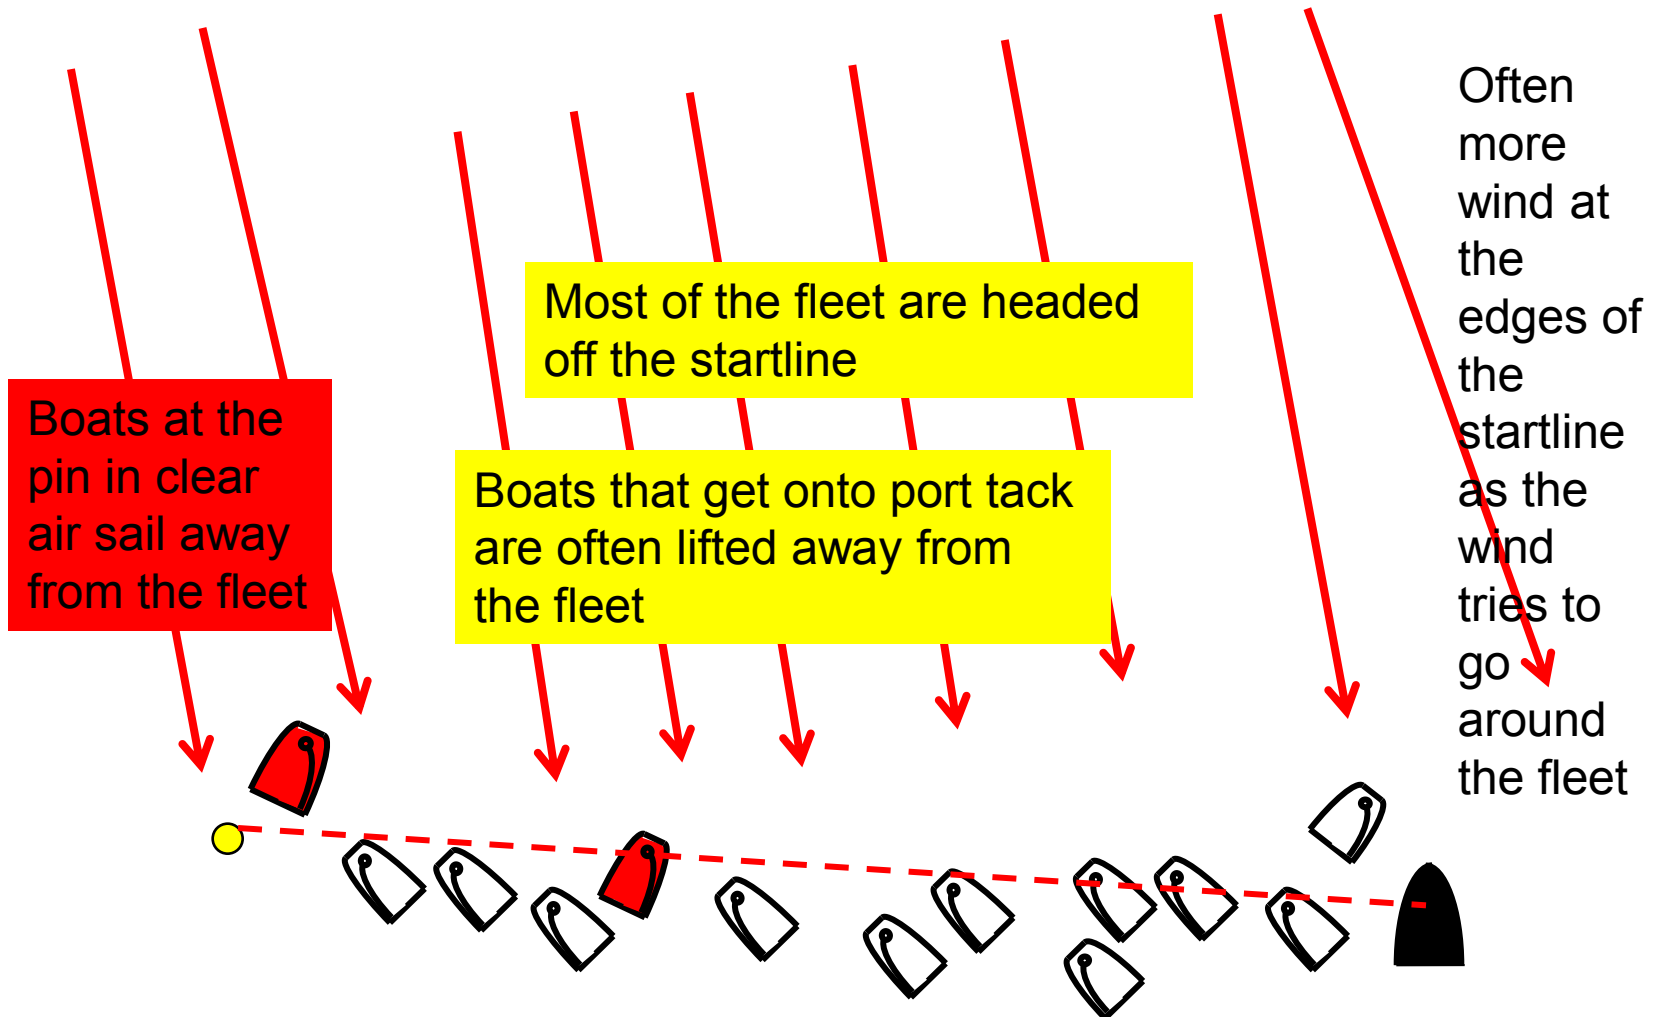 Most of the fleet are headed
off the startline
Boats at the
pin in clear
air sail away
from the fleet
Boats that get onto port tack
are often lifted away from
the fleet
Often
more
wind at
the
edges of
the
startline
as the
wind
tries to
go
around
the fleet